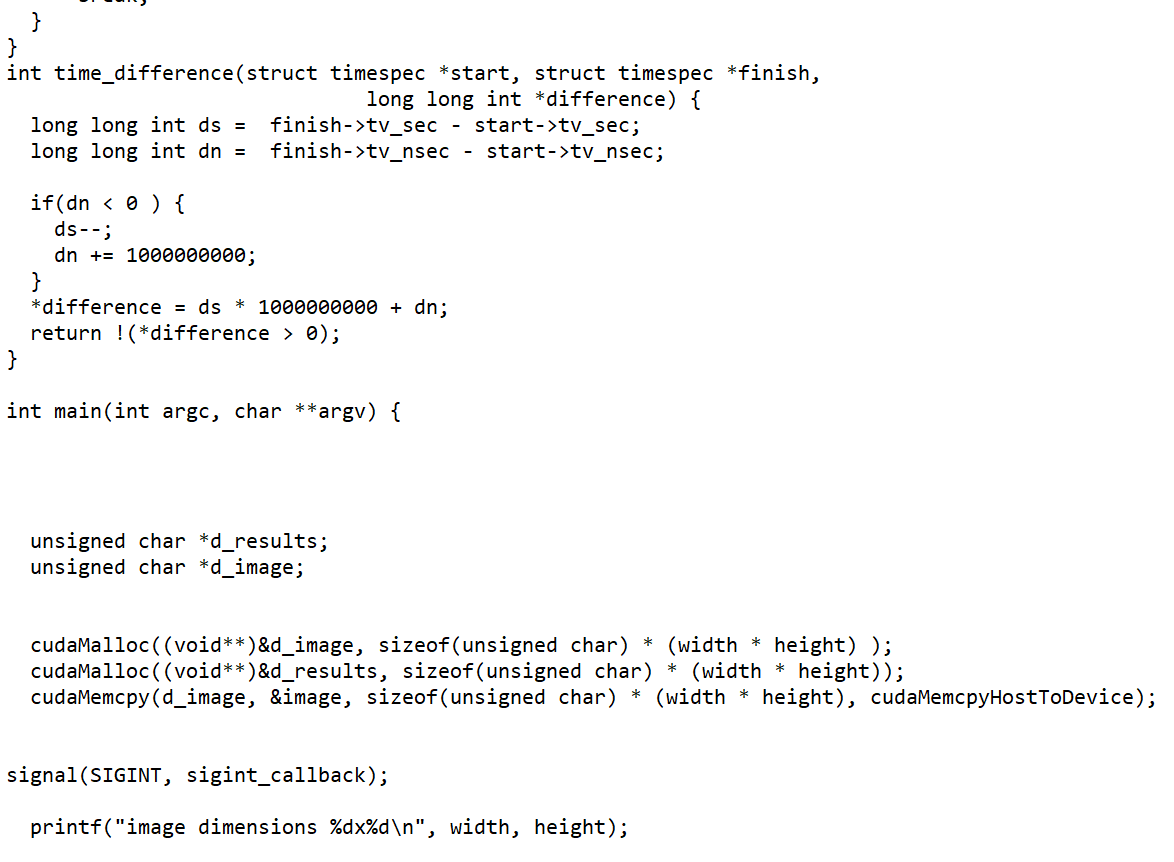 }
}
int time_difference(struct timespec *start, struct timespec *finish,
long long int *difference) {
long long int ds =  finish->tv_sec - start->tv_sec;
long long int dn =  finish->tv_nsec - start->tv_nsec;
if(dn < 0 ) {
ds--;
dn += 1000000000;
}
*difference = ds * 1000000000 + dn;
return !(*difference > 0);
}
int main(int argc, char **argv) {
unsigned char *d_results;
unsigned char *d_image;
cudaMalloc((void**)&d_image, sizeof(unsigned char) * (width * height) );
cudaMalloc((void**)&d_results, sizeof(unsigned char) * (width * height));
cudaMemcpy(d_image, &image, sizeof(unsigned char) * (width * height), cudaMemcpyHostToDevice);
signal(SIGINT, sigint_callback);
printf("image dimensions %dx%d\n", width, height);